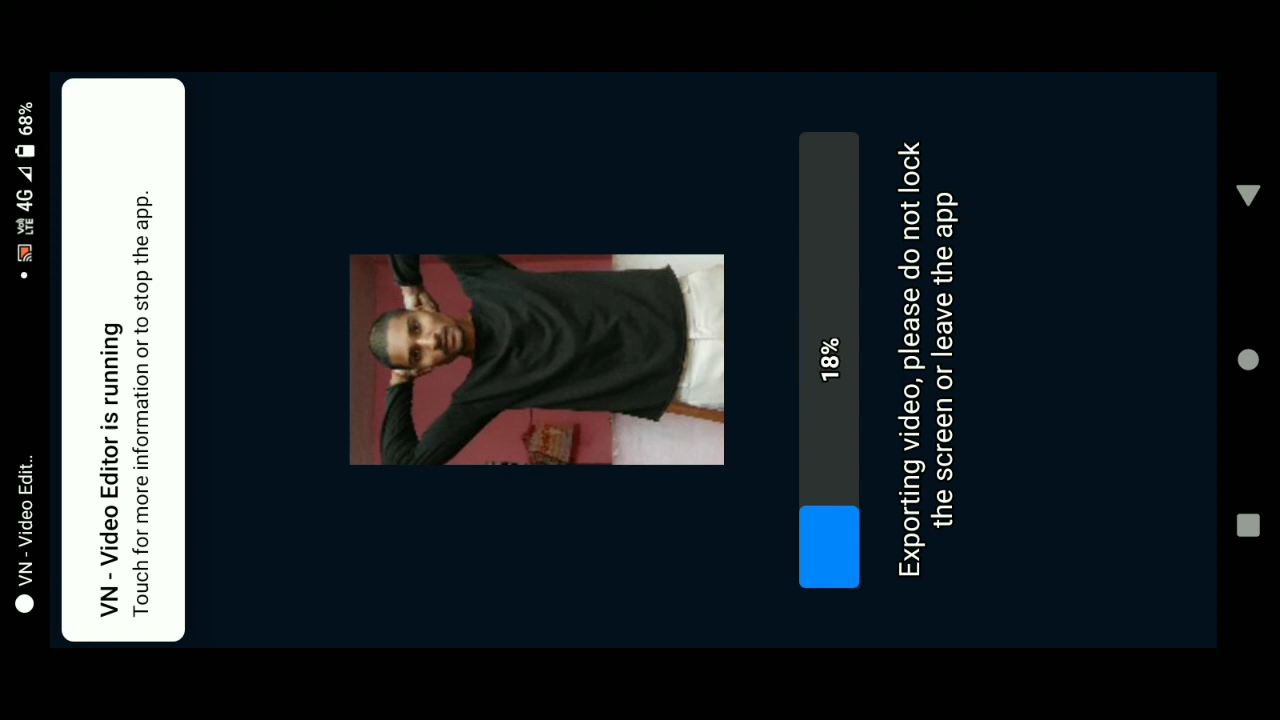 VN - Video Edit..
4G
68%
VN - Video Editor is running
Touch for more information or to stop the app.
18%
Exporting video, please do not lock
the screen or leave the app